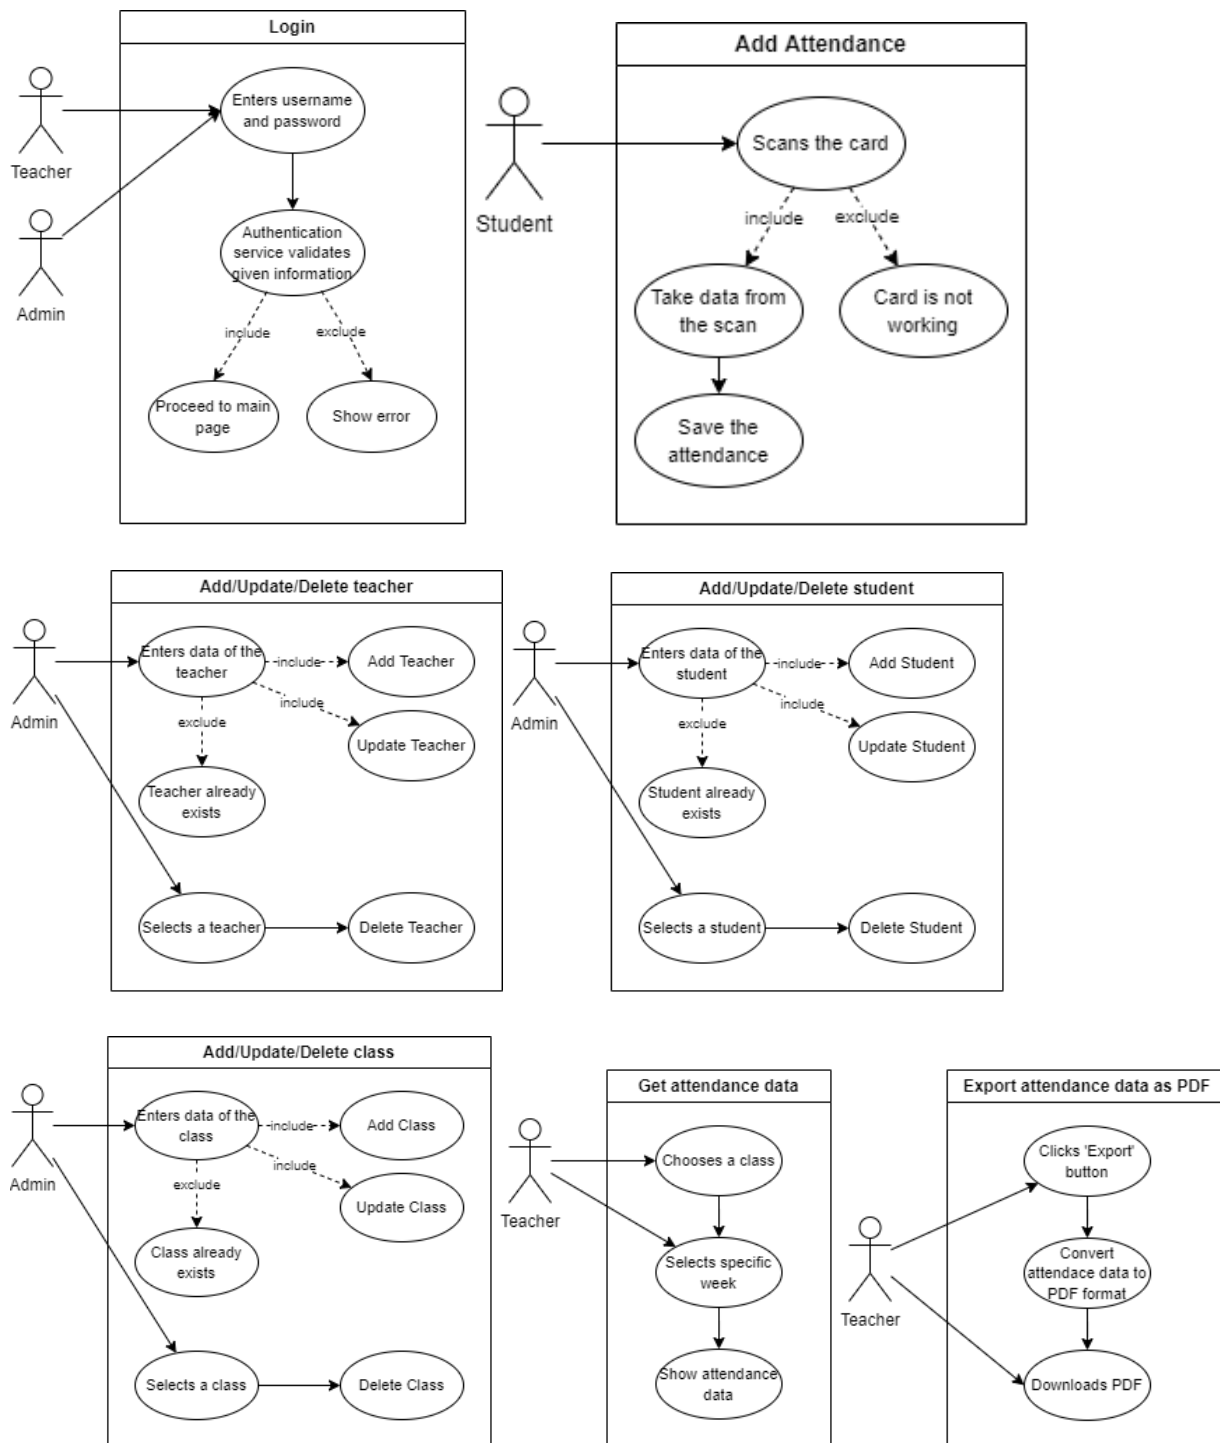 Login
Teacher
Admin
Enters username
and password
Authentication
service validates
given information
include
exclude
Proceed to main
page
Show error
Add Attendance
Student
Scans the card
include
exclude
Take data from
the scan
Card is not
working
Save the
attendance
Add/Update/Delete teacher
Admin
Enters data of the
teacher
include
Add Teacher
include
Update Teacher
exclude
Teacher already
exists
Selects a teacher
Delete Teacher
Add/Update/Delete student
Admin
Enters data of the
student
include
Add Student
include
Update Student
exclude
Student already
exists
Selects a student
Delete Student
Add/Update/Delete class
Admin
Enters data of the
class
include
Add Class
include
Update Class
exclude
Class already
exists
Selects a class
Delete Class
Get attendance data
Teacher
Chooses a class
Selects specific
week
Show attendance
data
Export attendance data as PDF
Teacher
Clicks 'Export'
button
Convert
attendace data to
PDF format
Downloads PDF